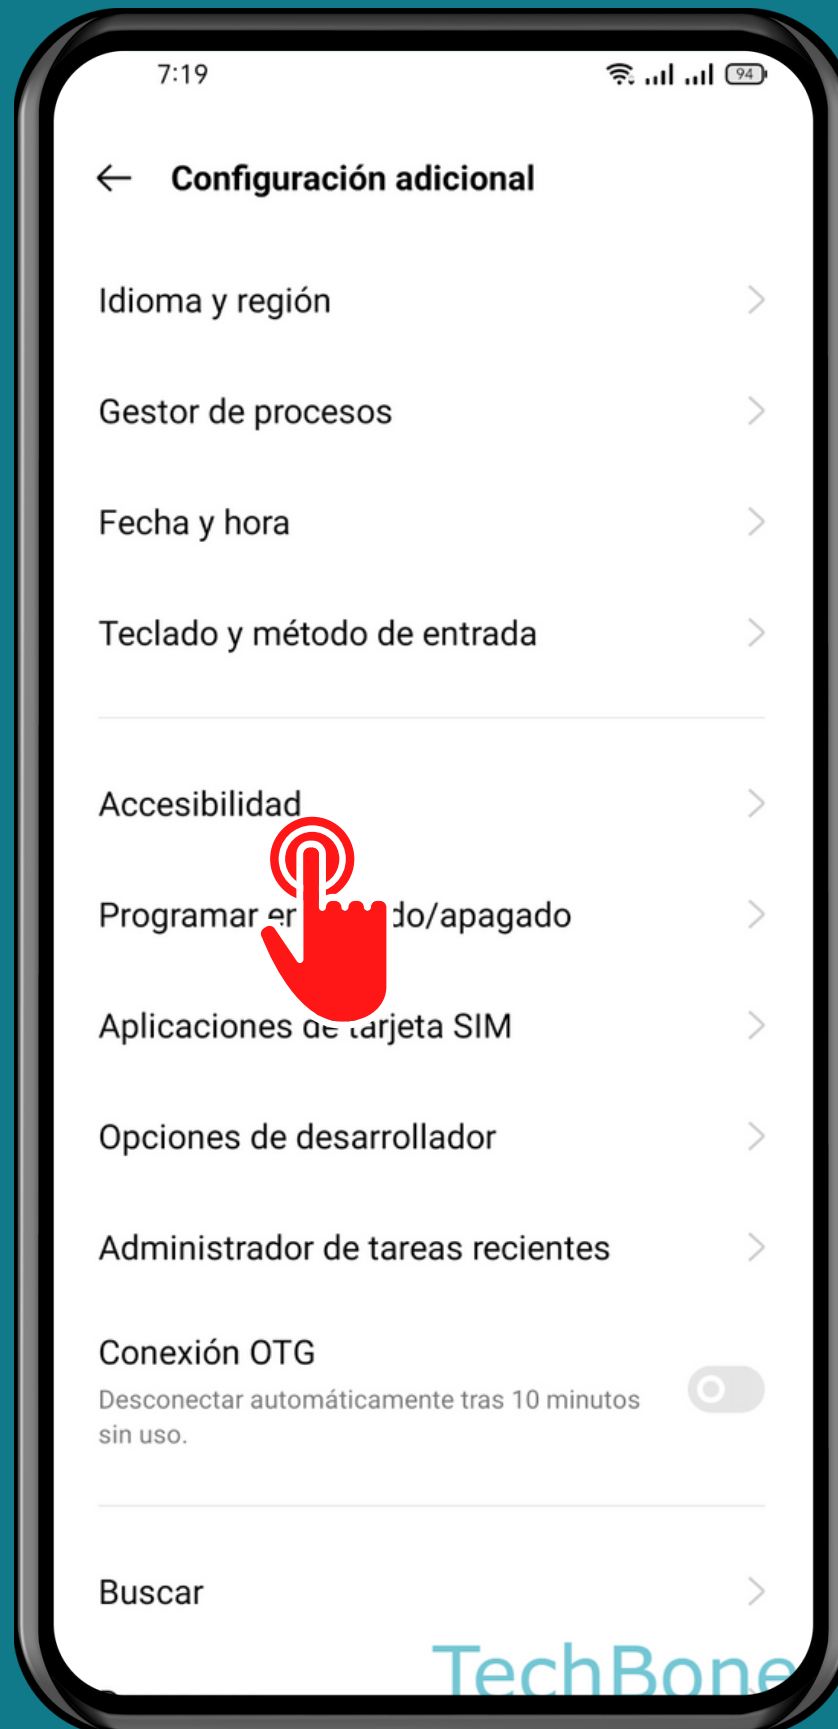 7:19
94
Configuración adicional
Idioma y región
Gestor de procesos
Fecha y hora
Teclado y método de entrada
Accesibilidad
Programar do/apagado
Aplicaciones de tarjeta SIM
Opciones de desarrollador
Administrador de tareas recientes
Conexión OTG
Desconectar automáticamente tras 10 minutos
sin uso.
Buscar
TechBone